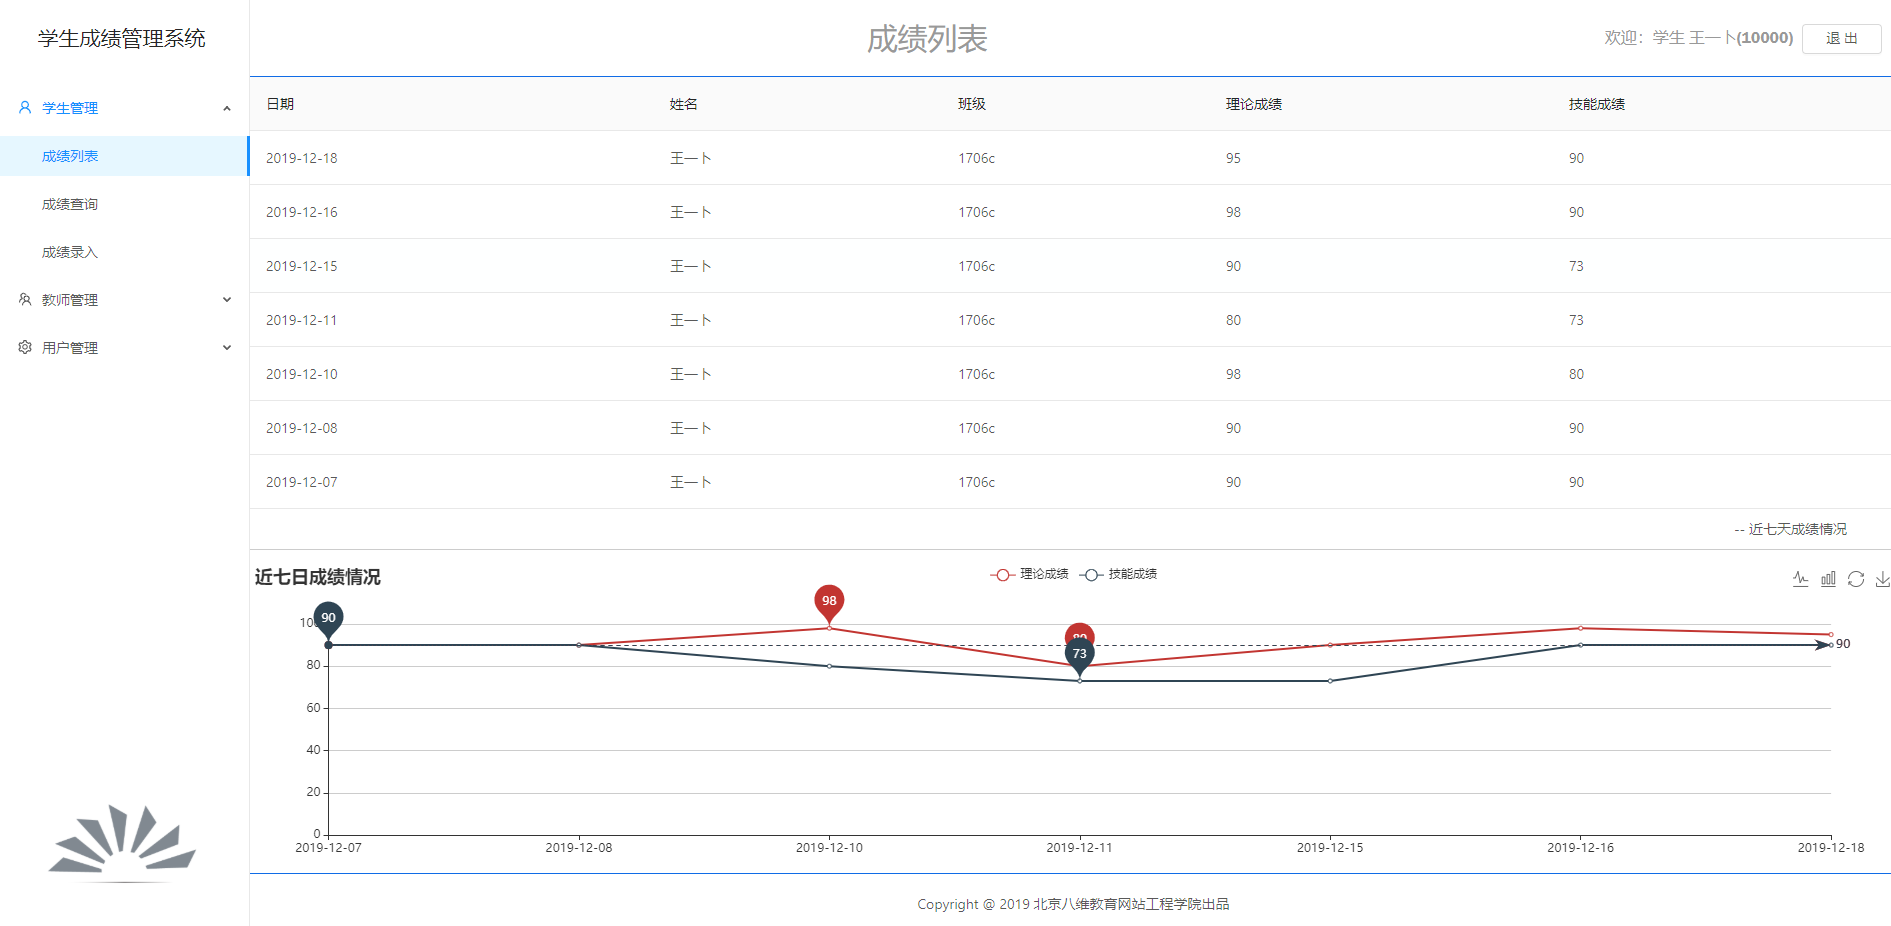 学生成绩管理系统
成绩列表
欢迎：学生 王一卜(10000)
退 出
学生管理
成绩列表
成绩查询
成绩录入
教师管理
用户管理
日期 姓名 班级 理论成绩 技能成绩
2019-12-18 王一卜 1706c 95 90
2019-12-16 王一卜 1706c 98 90
2019-12-15 王一卜 1706c 90 73
2019-12-11 王一卜 1706c 80 73
2019-12-10 王一卜 1706c 98 80
2019-12-08 王一卜 1706c 90 90
2019-12-07 王一卜 1706c 90 90
-- 近七天成绩情况
近七日成绩情况
理论成绩 技能成绩
90
98
80
73
90
100
80
60
40
20
0
2019-12-07 2019-12-08 2019-12-10 2019-12-11 2019-12-15 2019-12-16 2019-12-18
Copyright @ 2019 北京八维教育网站工程学院出品